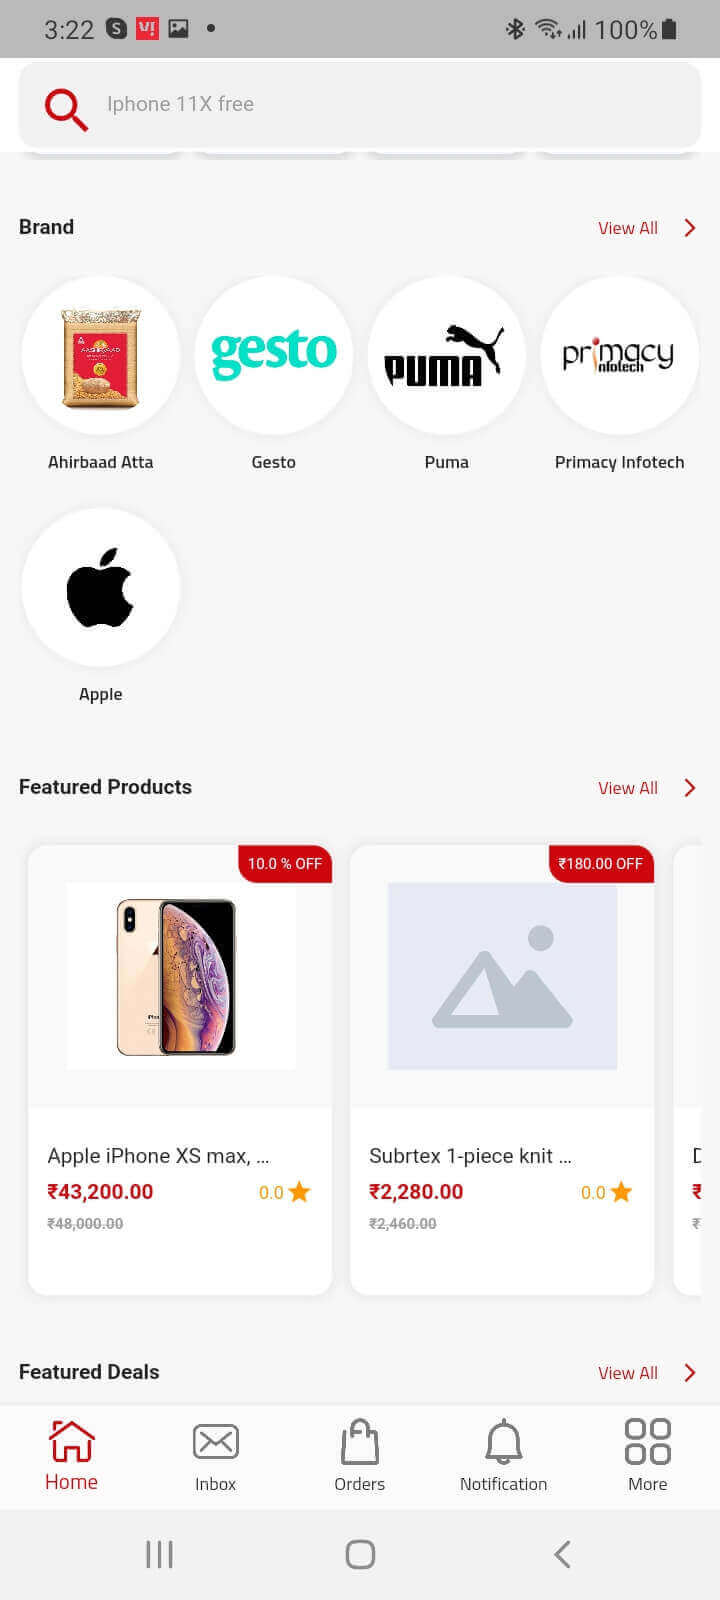 3:22
S
V!
100%
Iphone 11X free
Brand
View All
gesto
PUMA
primacy
infotech
Ahirbaad Atta
Gesto
Puma
Primacy Infotech
Apple
Featured Products
View All
10.0 % OFF
₹180.00 OFF
Apple iPhone XS max, ...
Subrtex 1-piece knit ...
₹43,200.00
0.0
₹2,280.00
0.0
₹
₹48,000.00
₹2,460.00
₹
Featured Deals
View All
Home
Inbox
Orders
Notification
More